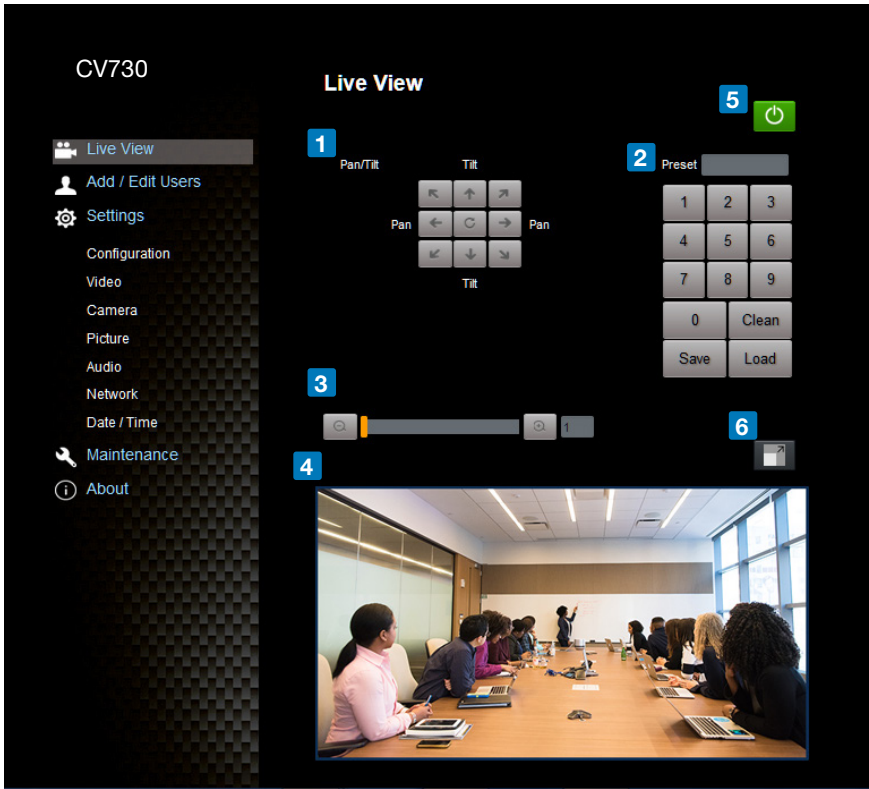 CV730
Live View
Add / Edit Users
Settings
Configuration
Video
Camera
Picture
Audio
Network
Date / Time
Maintenance
About
Live View
5
1
Pan/Tilt
Tilt
Pan
Pan
Tilt
2
Preset
1 2 3
4 5 6
7 8 9
0 Clean
Save Load
3
1
6
4